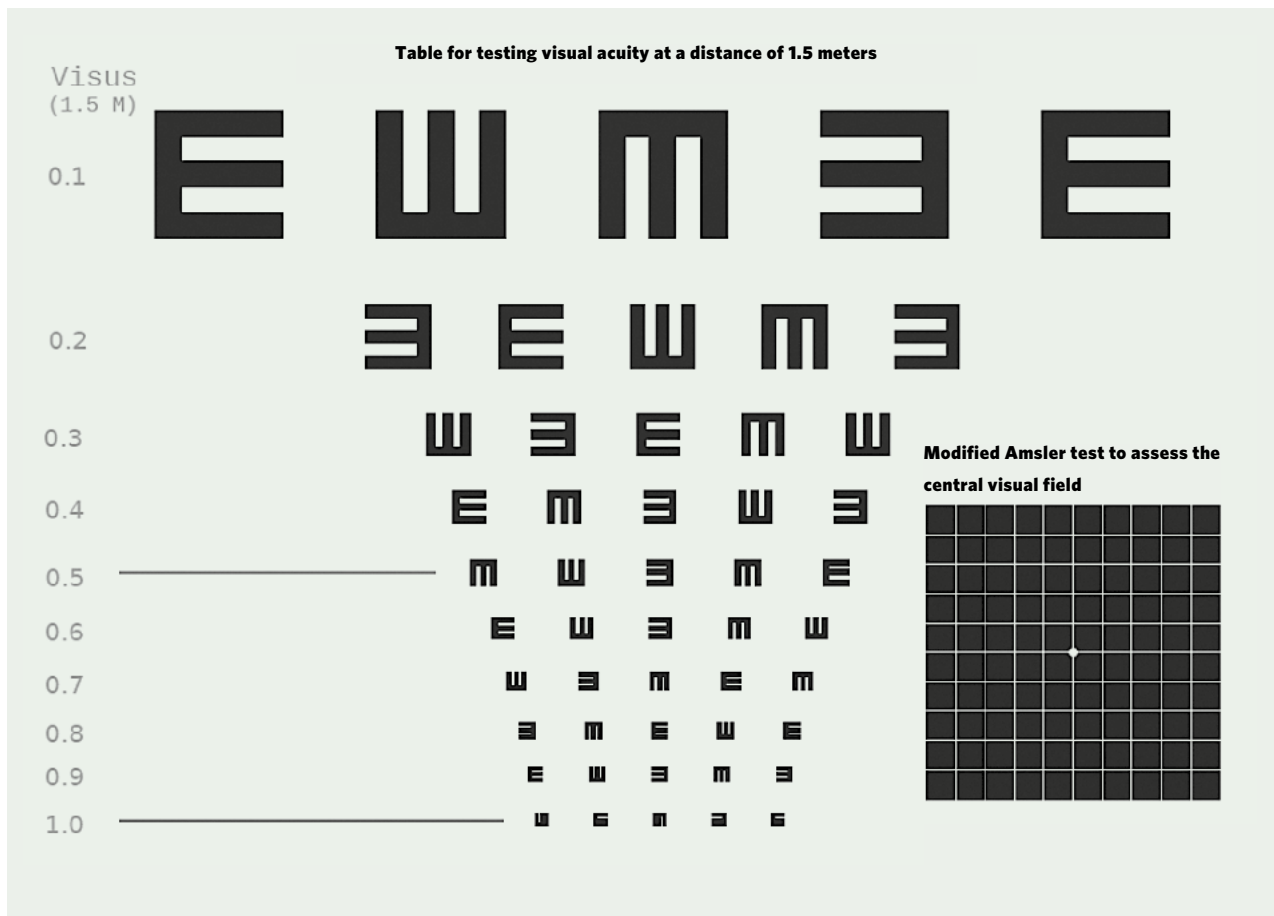 Table for testing visual acuity at a distance of 1.5 meters
Visus
(1.5 M)
0.1 E Ш m Ǝ E
0.2 Ǝ E Ш m Ǝ
0.3 Ш Ǝ E m Ш
0.4 E m Ǝ Ш Ǝ
0.5 m Ш Ǝ m E
0.6 E Ш Ǝ m Ш
0.7 Ш Ǝ m E m
0.8 Ǝ m E Ш E
0.9 E Ш Ǝ m Ǝ
1.0
Modified Amsler test to assess the
central visual field